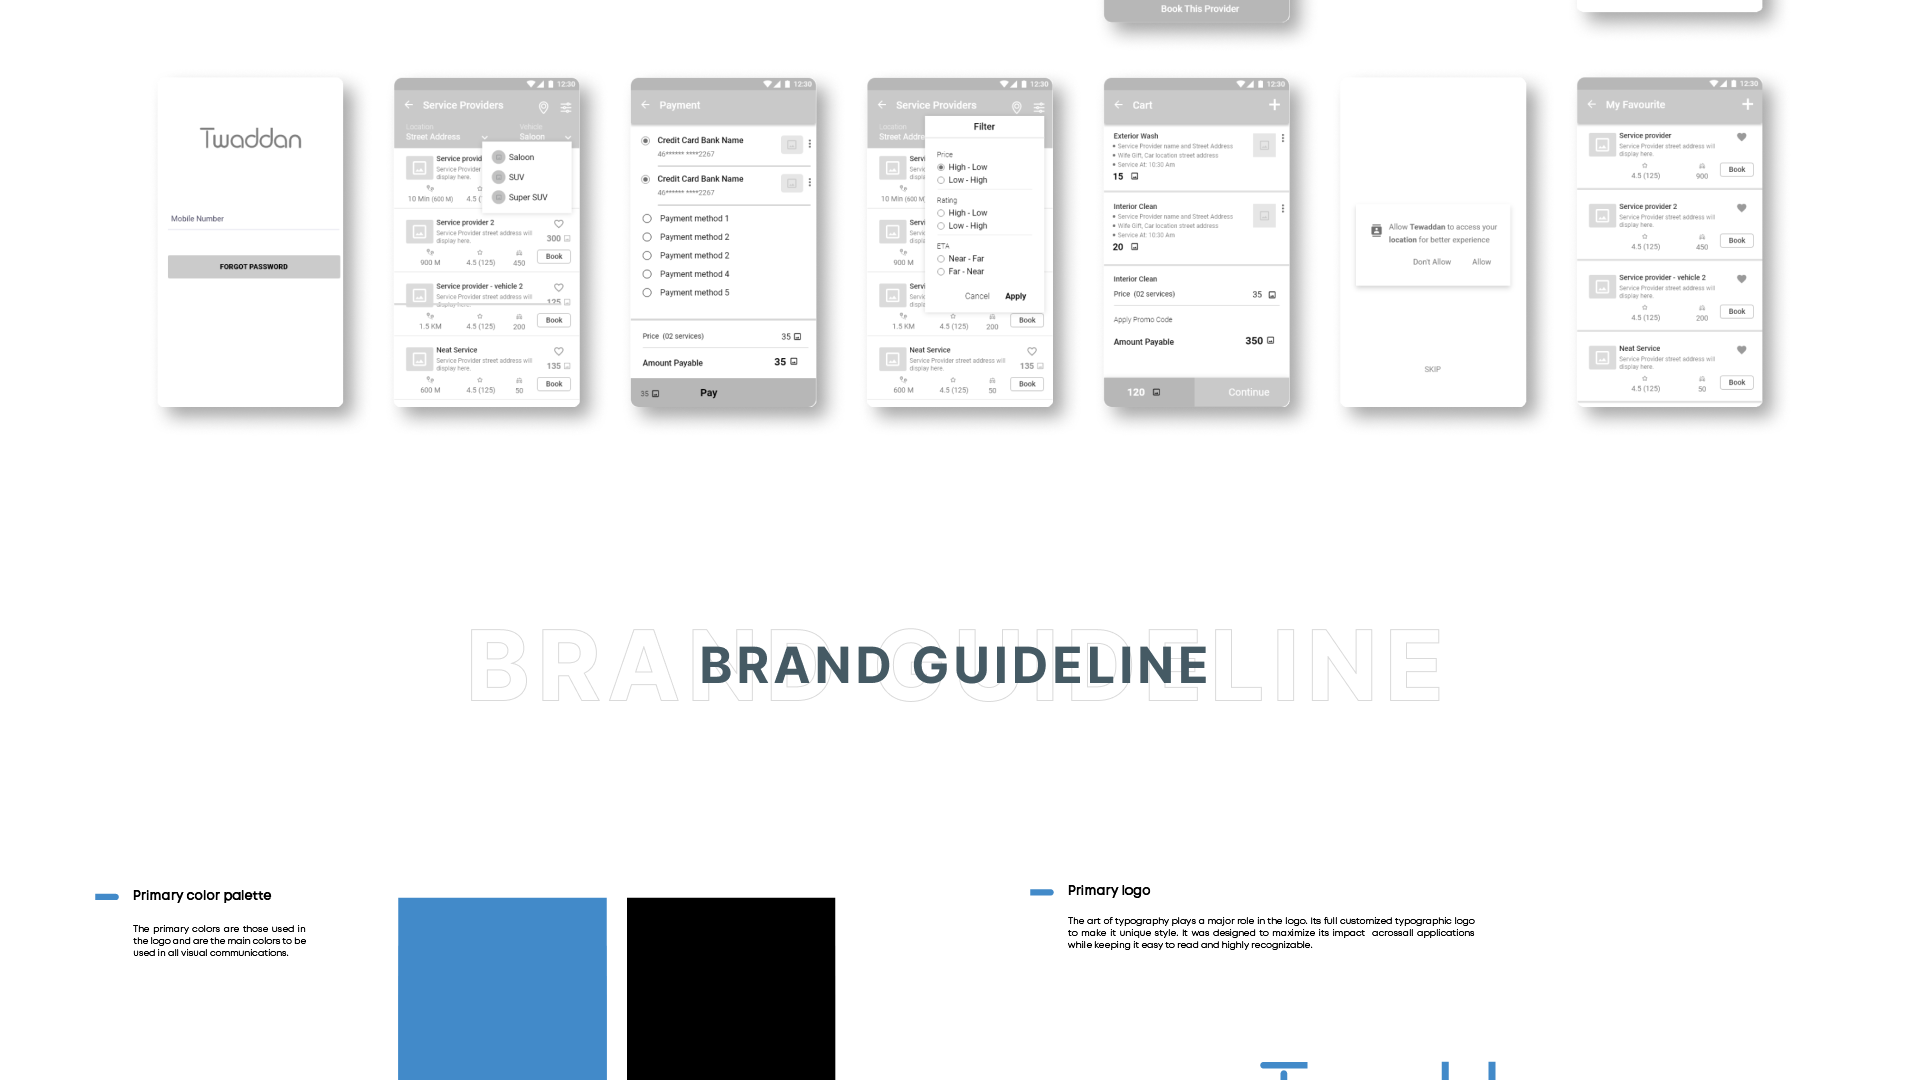 Book This Provider
Twaddan
Mobile Number
FORGOT PASSWORD
12:30
Service Providers
Location
Street Address
Vehicle
Saloon
Saloon
SUV
Super SUV
Service provid
Service Provider
display here.
10 Min (600 M) 4.5 (
Service provider 2
Service Provider street address will
display here.
300
900 M 4.5 (125) 450 Book
Service provider - vehicle 2
Service Provider street address will
display here.
125
1.5 KM 4.5 (125) 200 Book
Neat Service
Service Provider street address will
display here.
135
600 M 4.5 (125) 50 Book
12:30
Payment
Credit Card Bank Name
46****** ****2267
Credit Card Bank Name
46****** ****2267
Payment method 1
Payment method 2
Payment method 2
Payment method 4
Payment method 5
Price (02 services) 35
Amount Payable 35
35 Pay
12:30
Service Providers
Location
Street Addre
Filter
Price
High - Low
Low - High
Rating
High - Low
Low - High
ETA
Near - Far
Far - Near
Cancel Apply
Servi
Servic
display
10 Min (600 M
Servi
Servic
display
900 M
Servi
Servic
display
1.5 KM 4.5 (125) 200 Book
Neat Service
Service Provider street address will
display here.
135
600 M 4.5 (125) 50 Book
12:30
Cart
Exterior Wash
• Service Provider name and Street Address
• Wife Gift, Car location street address
• Service At: 10:30 Am
15
Interior Clean
• Service Provider name and Street Address
• Wife Gift, Car location street address
• Service At: 10:30 Am
20
Interior Clean
Price (02 services) 35
Apply Promo Code
Amount Payable 350
120 Continue
Allow Tewaddan to access your
location for better experience
Don't Allow Allow
SKIP
12:30
My Favourite
Service provider
Service Provider street address will
display here.
4.5 (125) 900 Book
Service provider 2
Service Provider street address will
display here.
4.5 (125) 450 Book
Service provider - vehicle 2
Service Provider street address will
display here.
4.5 (125) 200 Book
Neat Service
Service Provider street address will
display here.
4.5 (125) 50 Book
BRAND GUIDELINE
BRAND GUIDELINE
Primary color palette
The primary colors are those used in
the logo and are the main colors to be
used in all visual communications.
Primary logo
The art of typography plays a major role in the logo. Its full customized typographic logo
to make it unique style. It was designed to maximize its impact acrossall applications
while keeping it easy to read and highly recognizable.